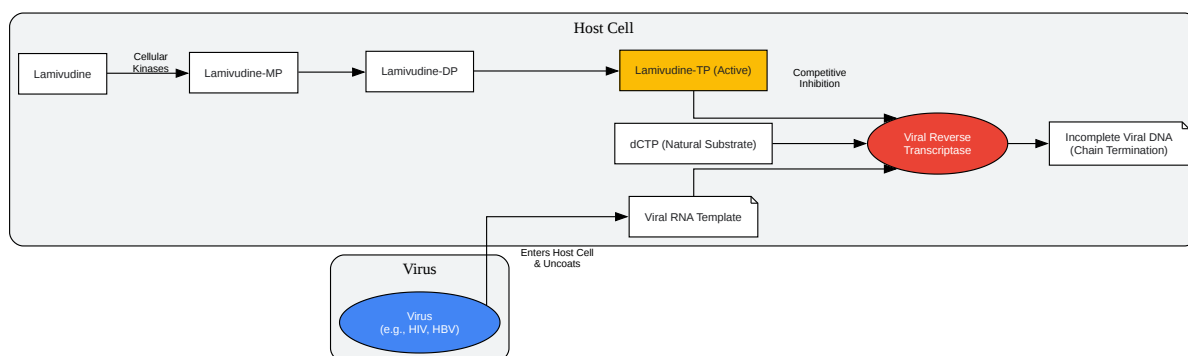 Host Cell
Lamivudine
Cellular
Kinases
Lamivudine-MP
Lamivudine-DP
Lamivudine-TP (Active)
Competitive
Inhibition
dCTP (Natural Substrate)
Viral Reverse
Transcriptase
Incomplete Viral DNA
(Chain Termination)
Viral RNA Template
Enters Host Cell
& Uncoats
Virus
Virus
(e.g., HIV, HBV)